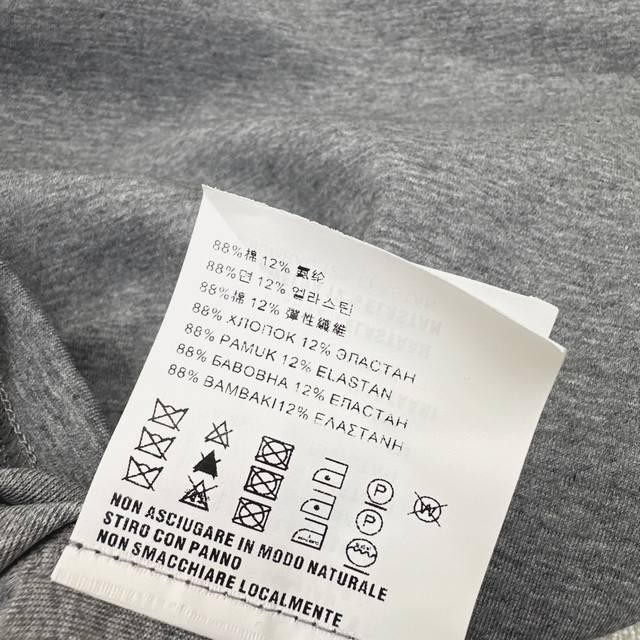 88%棉 12% 氨纶
88%면 12% 엘라스틴
88%棉 12% 彈性纖維
88% ХЛОПОК 12% ЭПАСТАН
88% PAMUK 12% ELASTAN
88% БАВОВНА 12% ЕПАСТАН
88% ΒΑΜΒΑΚΙ12% ΕΛΑΣΤΑΝΗ
P
P
W
NON ASCIUGARE IN MODO NATURALE
STIRO CON PANNO
NON SMACCHIARE LOCALMENTE